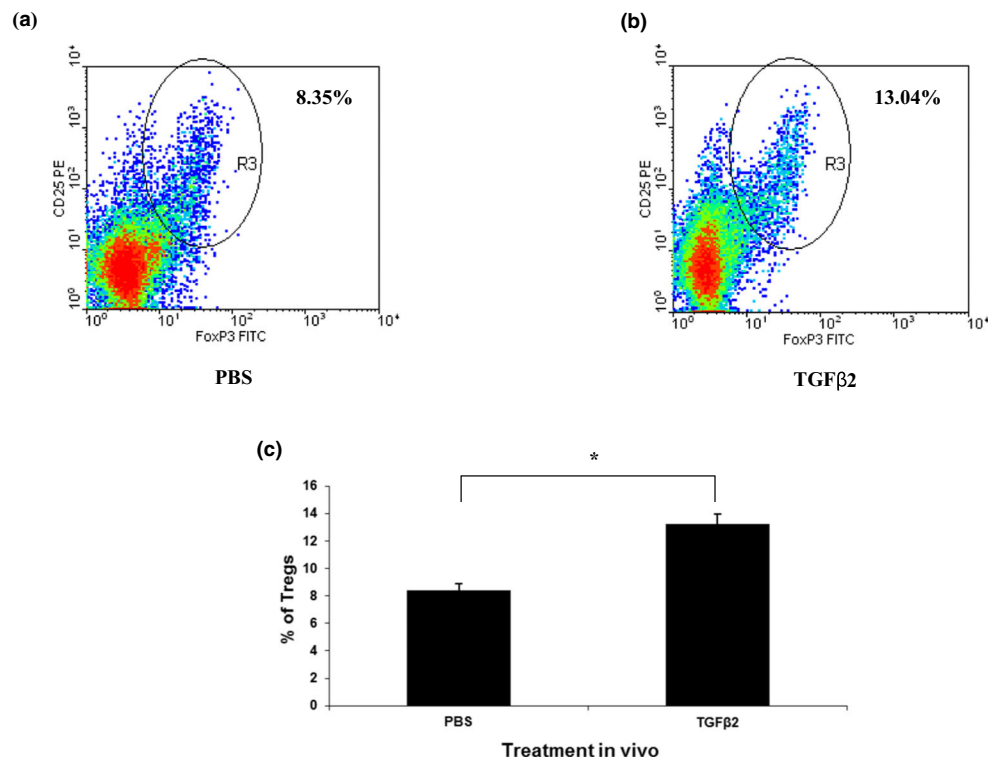 (a)
10⁴
10³
10²
10¹
10⁰
CD25 PE
8.35%
R3
10⁰ 10¹ 10² 10³ 10⁴
FoxP3 FITC
PBS
(b)
10⁴
10³
10²
10¹
10⁰
CD25 PE
13.04%
R3
10⁰ 10¹ 10² 10³ 10⁴
FoxP3 FITC
TGFβ2
(c)
*
16
14
12
10
8
6
4
2
0
% of Tregs
PBS TGFβ2
Treatment in vivo